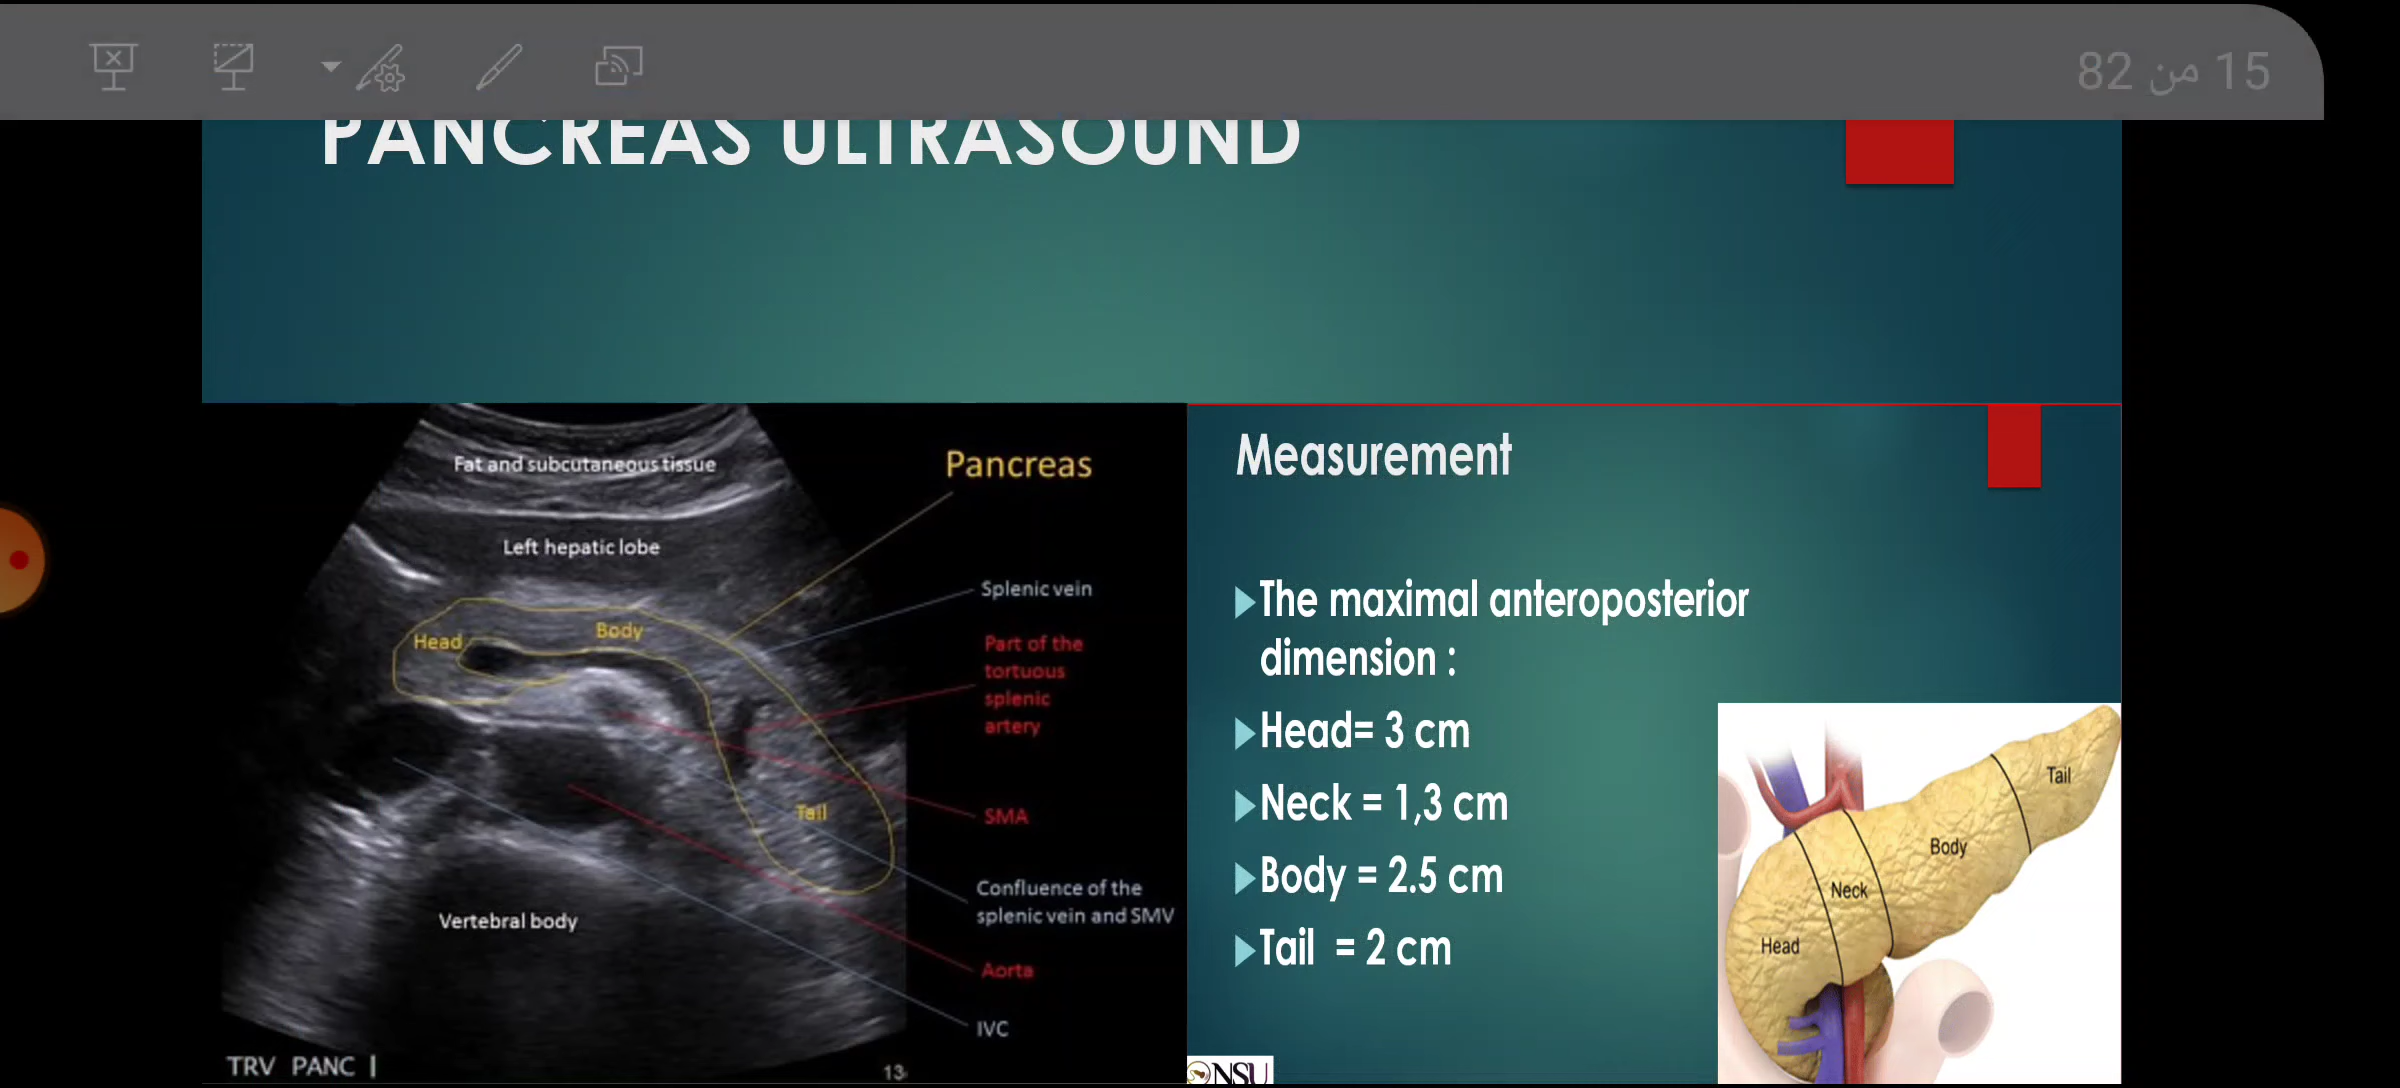 15 من 82
PANCREAS ULTRASOUND
Fat and subcutaneous tissue
Left hepatic lobe
Head
Body
Tail
Vertebral body
TRV PANC
13
Pancreas
Splenic vein
Part of the
tortuous
splenic
artery
SMA
Confluence of the
splenic vein and SMV
Aorta
IVC
Measurement
The maximal anteroposterior
dimension :
Head= 3 cm
Neck = 1,3 cm
Body = 2.5 cm
Tail = 2 cm
Tail
Body
Neck
Head
NSU